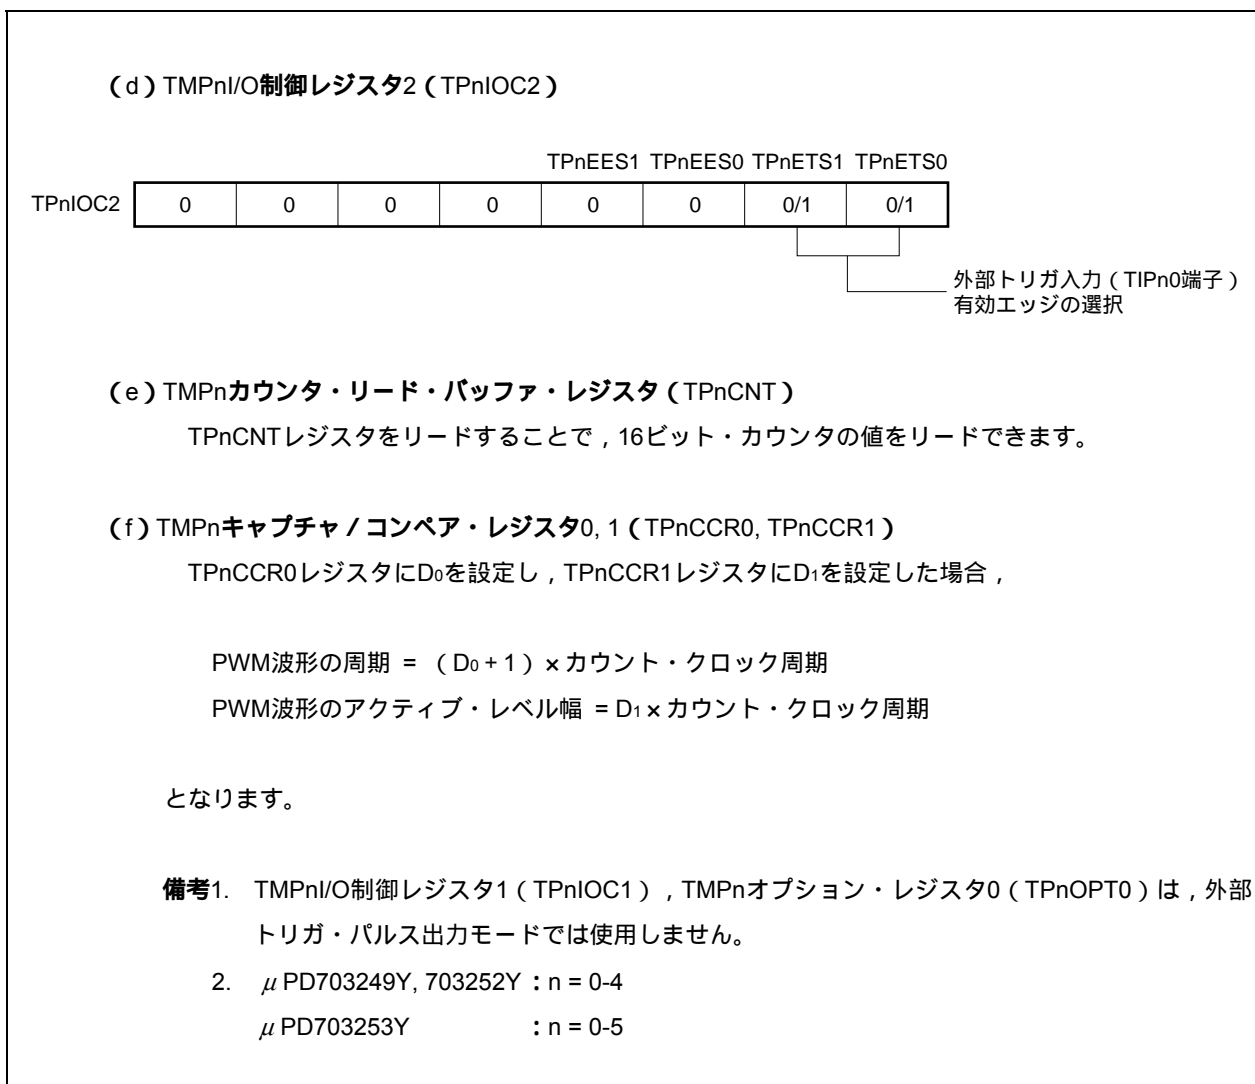 （d）TMPnI/O制御レジスタ2（TPnIOC2）
TPnEES1 TPnEES0 TPnETS1 TPnETS0
TPnIOC2 0 0 0 0 0 0 0/1 0/1
外部トリガ入力（TIPn0端子）
有効エッジの選択
（e）TMPnカウンタ・リード・バッファ・レジスタ（TPnCNT）
TPnCNTレジスタをリードすることで，16ビット・カウンタの値をリードできます。
（f）TMPnキャプチャ／コンペア・レジスタ0, 1（TPnCCR0, TPnCCR1）
TPnCCR0レジスタにD0を設定し，TPnCCR1レジスタにD1を設定した場合，
PWM波形の周期 ＝ （D0＋1）×カウント・クロック周期
PWM波形のアクティブ・レベル幅 ＝D1×カウント・クロック周期
となります。
備考1. TMPnI/O制御レジスタ1（TPnIOC1），TMPnオプション・レジスタ0（TPnOPT0）は，外部
トリガ・パルス出力モードでは使用しません。
2. μPD703249Y, 703252Y：n = 0-4
μPD703253Y ：n = 0-5